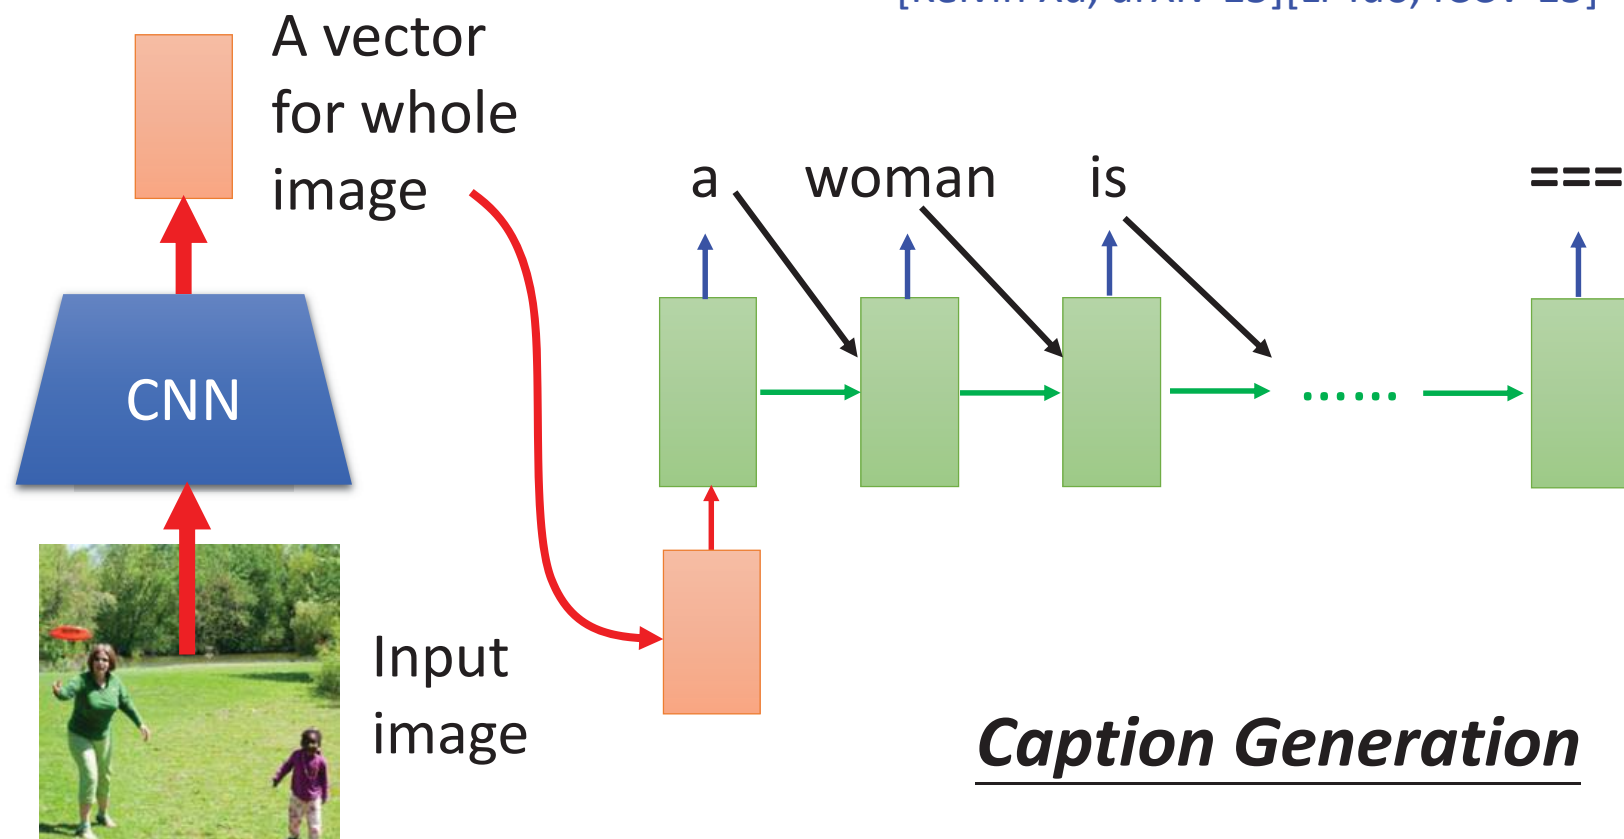 A vector
for whole
image
a woman is ===
CNN
......
Input
image
Caption Generation